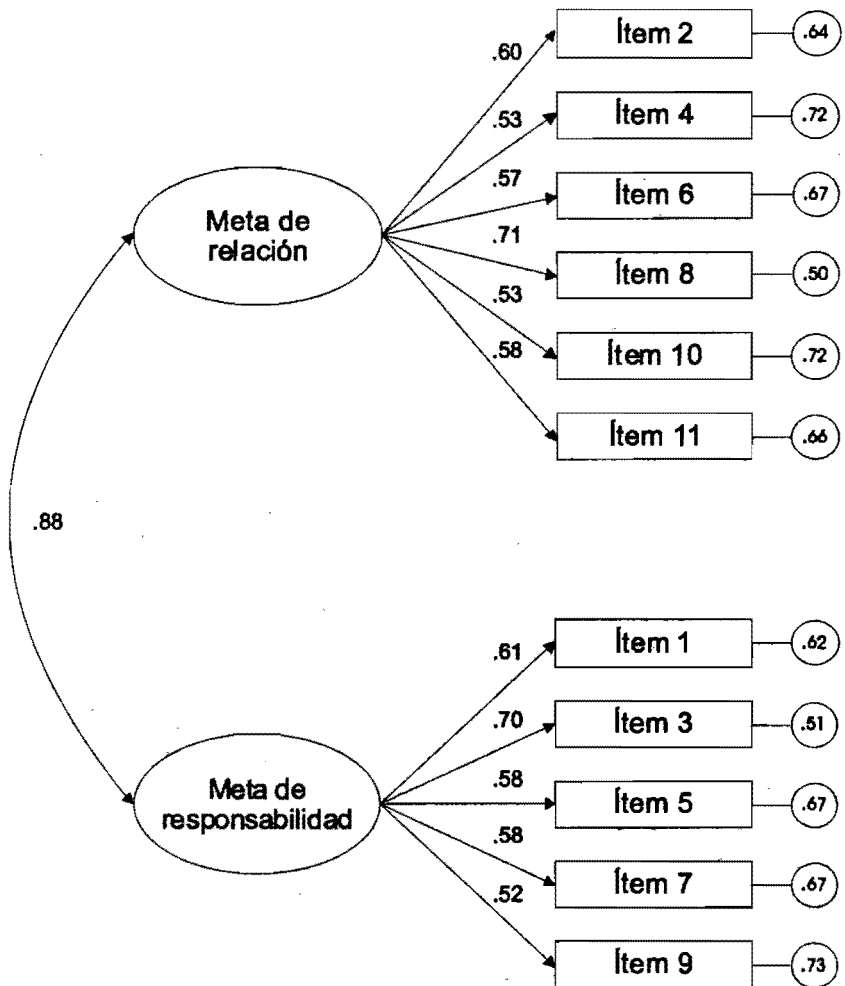 .60
Ítem 2
.64
.53
Ítem 4
.72
.57
Ítem 6
.67
Meta de
relación
.71
Ítem 8
.50
.53
Ítem 10
.72
.58
Ítem 11
.66
.88
.61
Ítem 1
.62
.70
Ítem 3
.51
Meta de
responsabilidad
.58
Ítem 5
.67
.58
Ítem 7
.67
.52
Ítem 9
.73